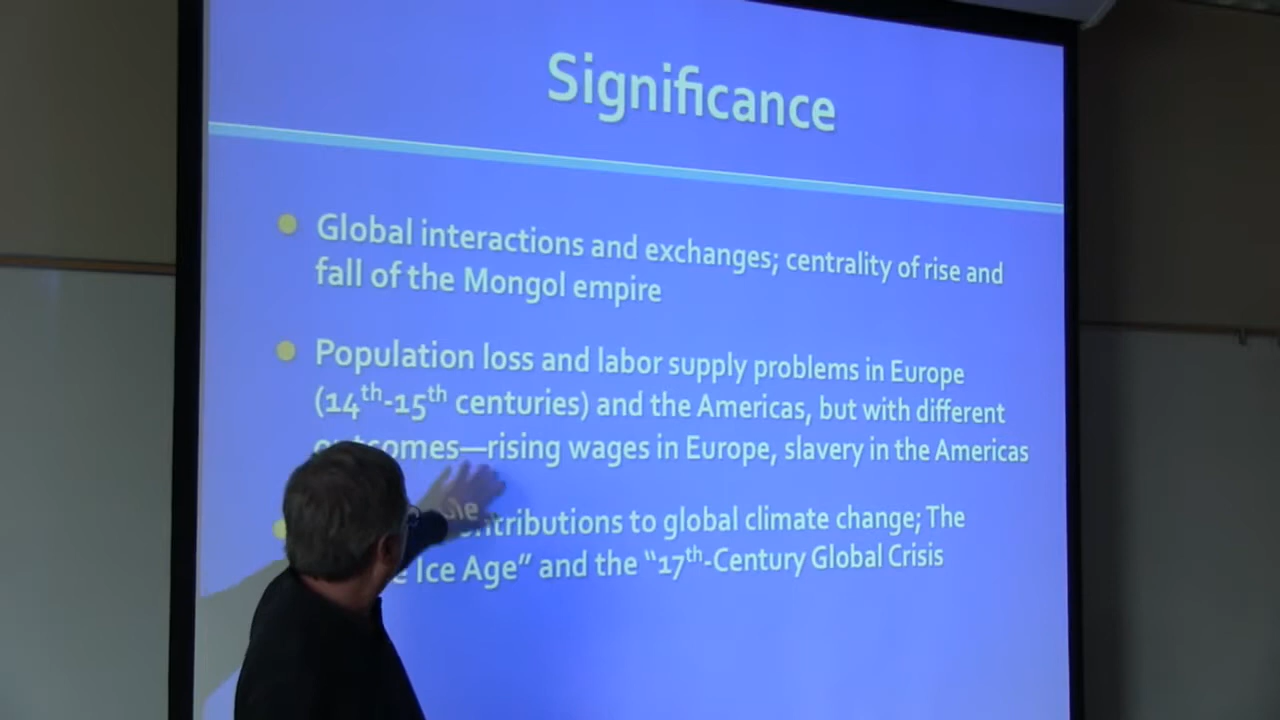 Significance
Global interactions and exchanges; centrality of rise and
fall of the Mongol empire
Population loss and labor supply problems in Europe
(14th-15th centuries) and the Americas, but with different
outcomes—rising wages in Europe, slavery in the Americas
contributions to global climate change; The
Ice Age” and the “17th-Century Global Crisis